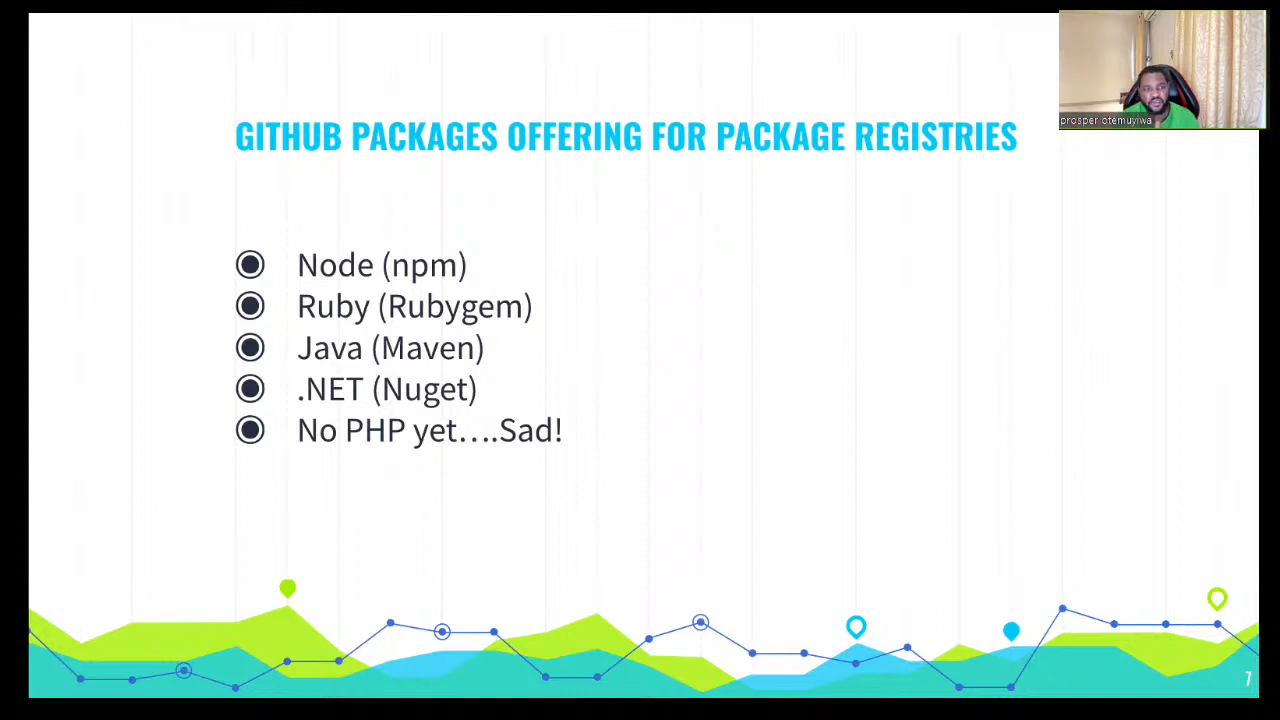 GITHUB PACKAGES OFFERING FOR PACKAGE REGISTRIES
prosper otemuyiwa
Node (npm)
Ruby (Rubygem)
Java (Maven)
.NET (Nuget)
No PHP yet....Sad!
7